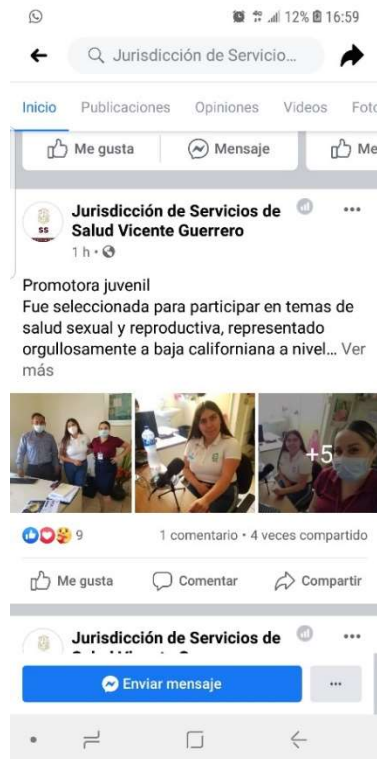 12% 16:59
Jurisdicción de Servicio...
Inicio Publicaciones Opiniones Videos Foto
Me gusta Mensaje Me
Jurisdicción de Servicios de
Salud Vicente Guerrero
1 h
Promotora juvenil
Fue seleccionada para participar en temas de
salud sexual y reproductiva, representado
orgullosamente a baja californiana a nivel... Ver
más
+5
9 1 comentario • 4 veces compartido
Me gusta Comentar Compartir
Jurisdicción de Servicios de
Enviar mensaje